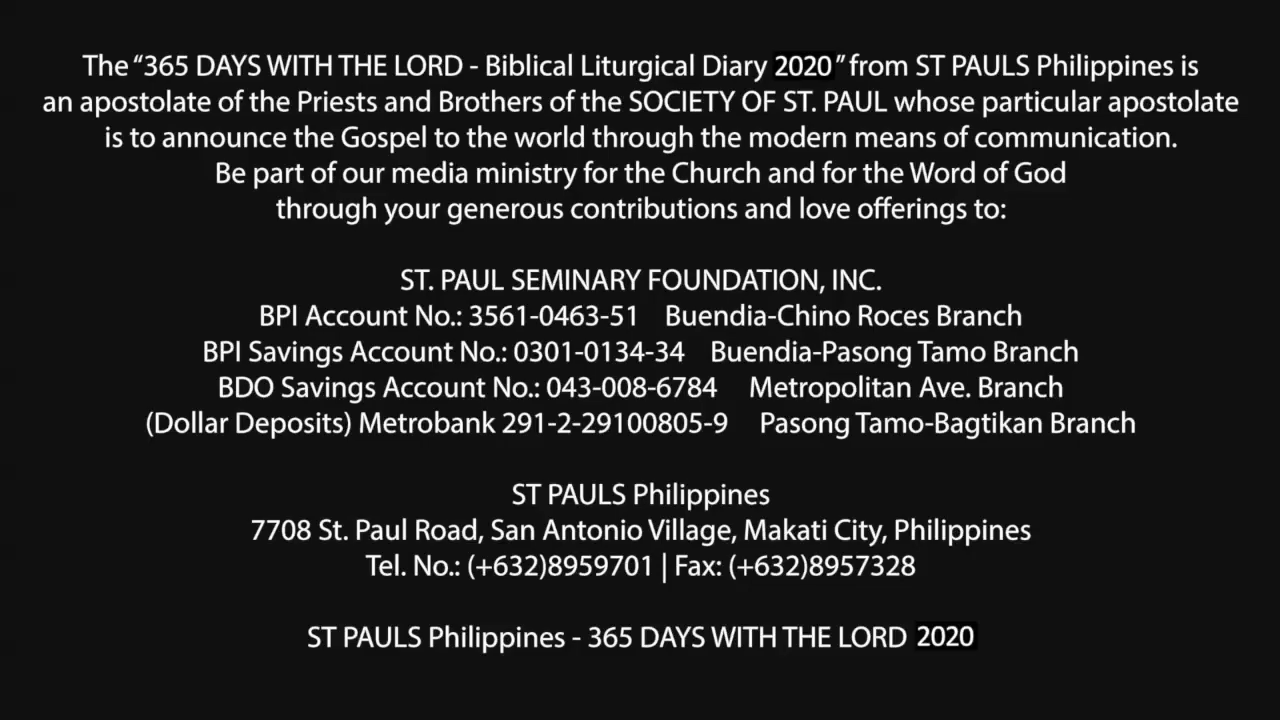 The “365 DAYS WITH THE LORD - Biblical Liturgical Diary 2020” from ST PAULS Philippines is
an apostolate of the Priests and Brothers of the SOCIETY OF ST. PAUL whose particular apostolate
is to announce the Gospel to the world through the modern means of communication.
Be part of our media ministry for the Church and for the Word of God
through your generous contributions and love offerings to:
ST. PAUL SEMINARY FOUNDATION, INC.
BPI Account No.: 3561-0463-51 Buendia-Chino Roces Branch
BPI Savings Account No.: 0301-0134-34 Buendia-Pasong Tamo Branch
BDO Savings Account No.: 043-008-6784 Metropolitan Ave. Branch
(Dollar Deposits) Metrobank 291-2-29100805-9 Pasong Tamo-Bagtikan Branch
ST PAULS Philippines
7708 St. Paul Road, San Antonio Village, Makati City, Philippines
Tel. No.: (+632)8959701 | Fax: (+632)8957328
ST PAULS Philippines - 365 DAYS WITH THE LORD 2020